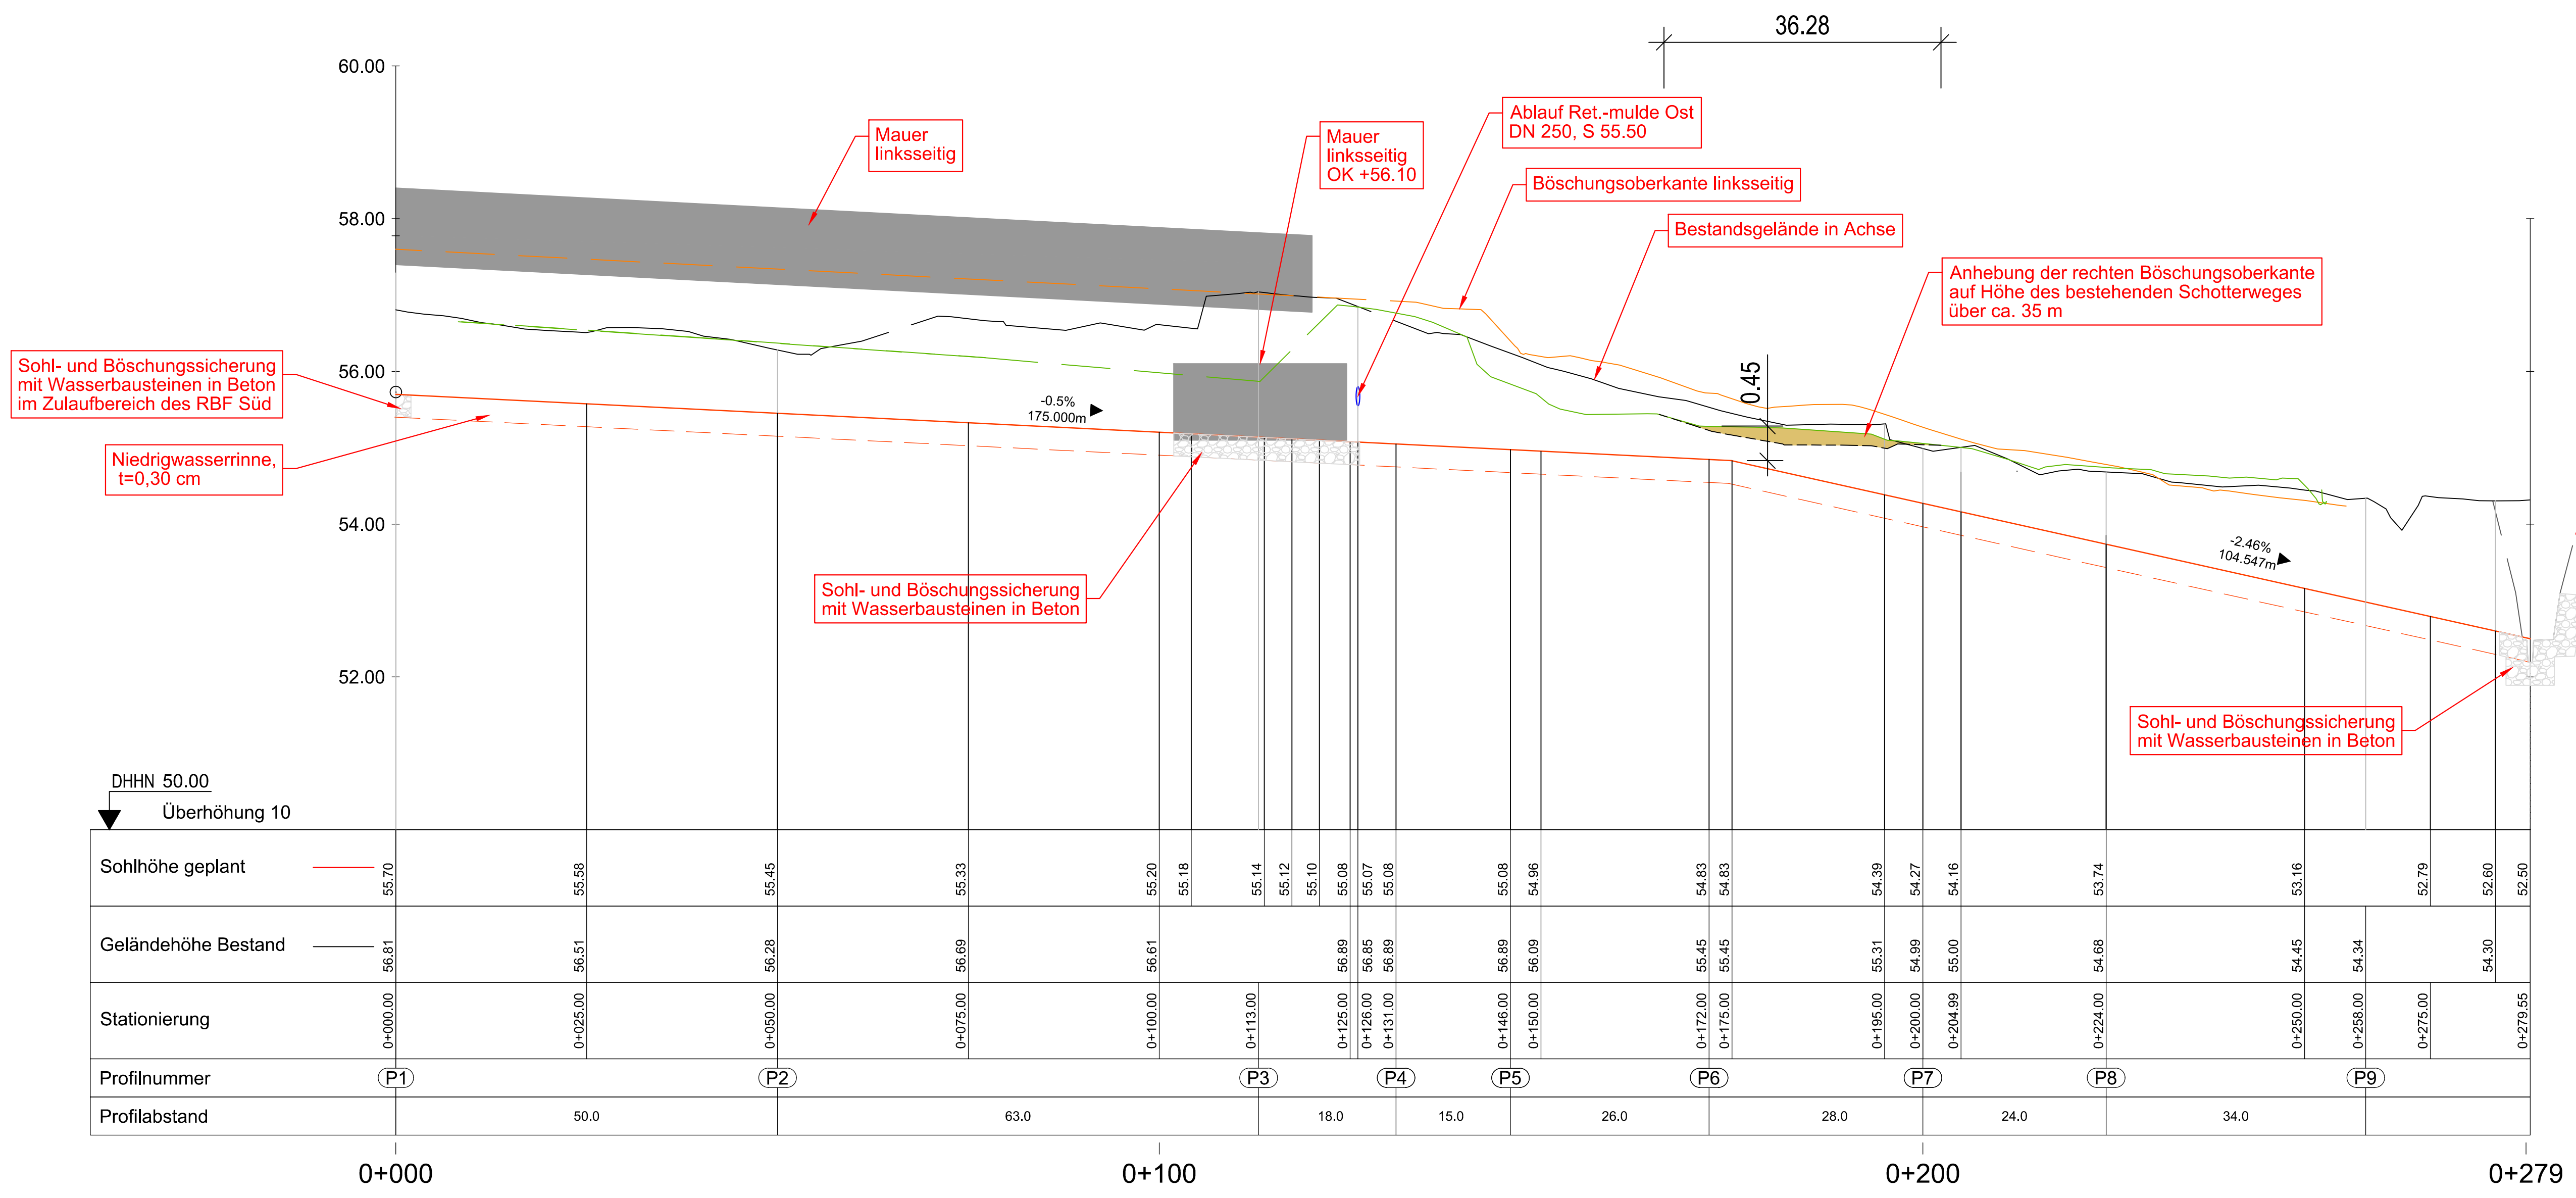 36.28
60.00
58.00
56.00
54.00
52.00
Mauer
linksseitig
Mauer
linksseitig
OK +56.10
Ablauf Ret.-mulde Ost
DN 250, S 55.50
Böschungsoberkante linksseitig
Bestandsgelände in Achse
Anhebung der rechten Böschungsoberkante
auf Höhe des bestehenden Schotterweges
über ca. 35 m
Sohl- und Böschungssicherung
mit Wasserbausteinen in Beton
im Zulaufbereich des RBF Süd
Niedrigwasserrinne,
t=0,30 cm
-0.5%
175.000m
0.45
Sohl- und Böschungssicherung
mit Wasserbausteinen in Beton
-2.46%
104.547m
Sohl- und Böschungssicherung
mit Wasserbausteinen in Beton
DHHN 50.00
Überhöhung 10
Sohlhöhe geplant
55.70
55.58
55.45
55.33
55.20
55.18
55.14
55.12
55.10
55.08
55.07
55.08
55.08
54.96
54.83
54.83
54.39
54.27
54.16
53.74
53.16
52.79
52.60
52.50
Geländehöhe Bestand
56.81
56.51
56.28
56.69
56.61
56.89
56.85
56.89
56.89
56.09
55.45
55.45
55.31
54.99
55.00
54.68
54.45
54.34
54.30
Stationierung
0+000.00
0+025.00
0+050.00
0+075.00
0+100.00
0+113.00
0+125.00
0+126.00
0+131.00
0+146.00
0+150.00
0+172.00
0+175.00
0+195.00
0+200.00
0+204.99
0+224.00
0+250.00
0+258.00
0+275.00
0+279.55
Profilnummer
P1
P2
P3
P4
P5
P6
P7
P8
P9
Profilabstand
50.0
63.0
18.0
15.0
26.0
28.0
24.0
34.0
0+000
0+100
0+200
0+279